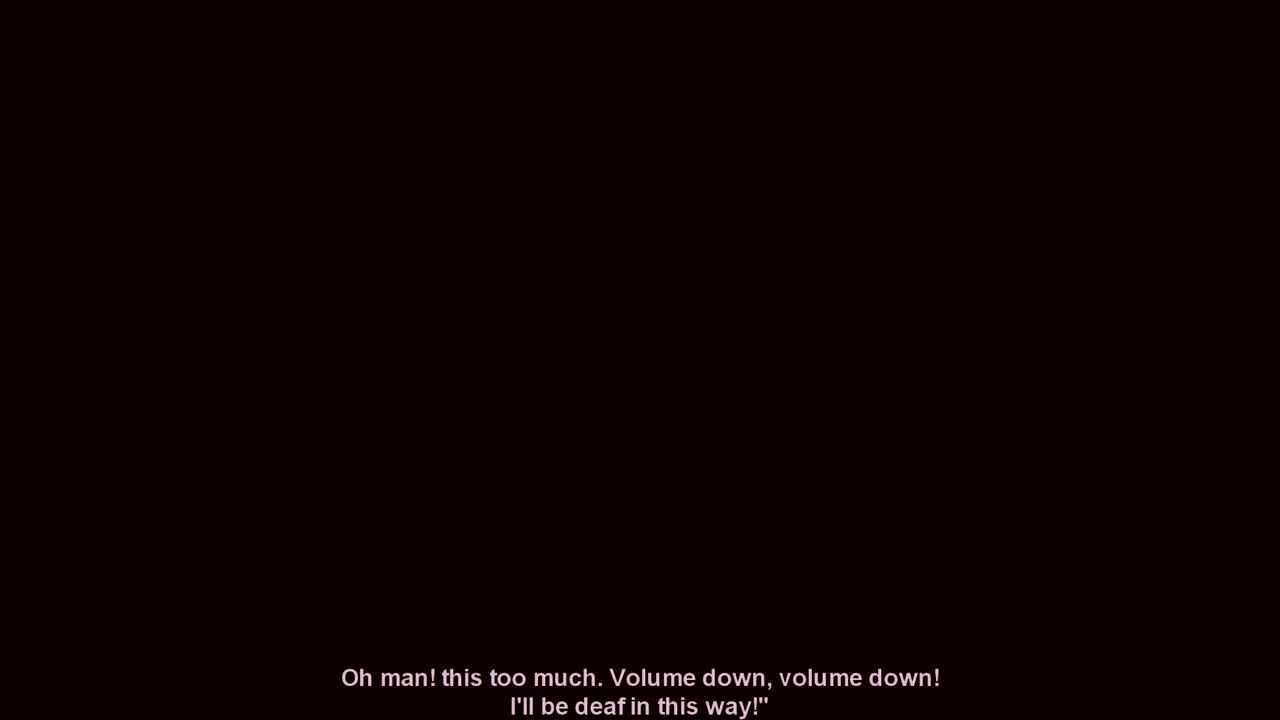 Oh man! this too much. Volume down, volume down!
I'll be deaf in this way!"